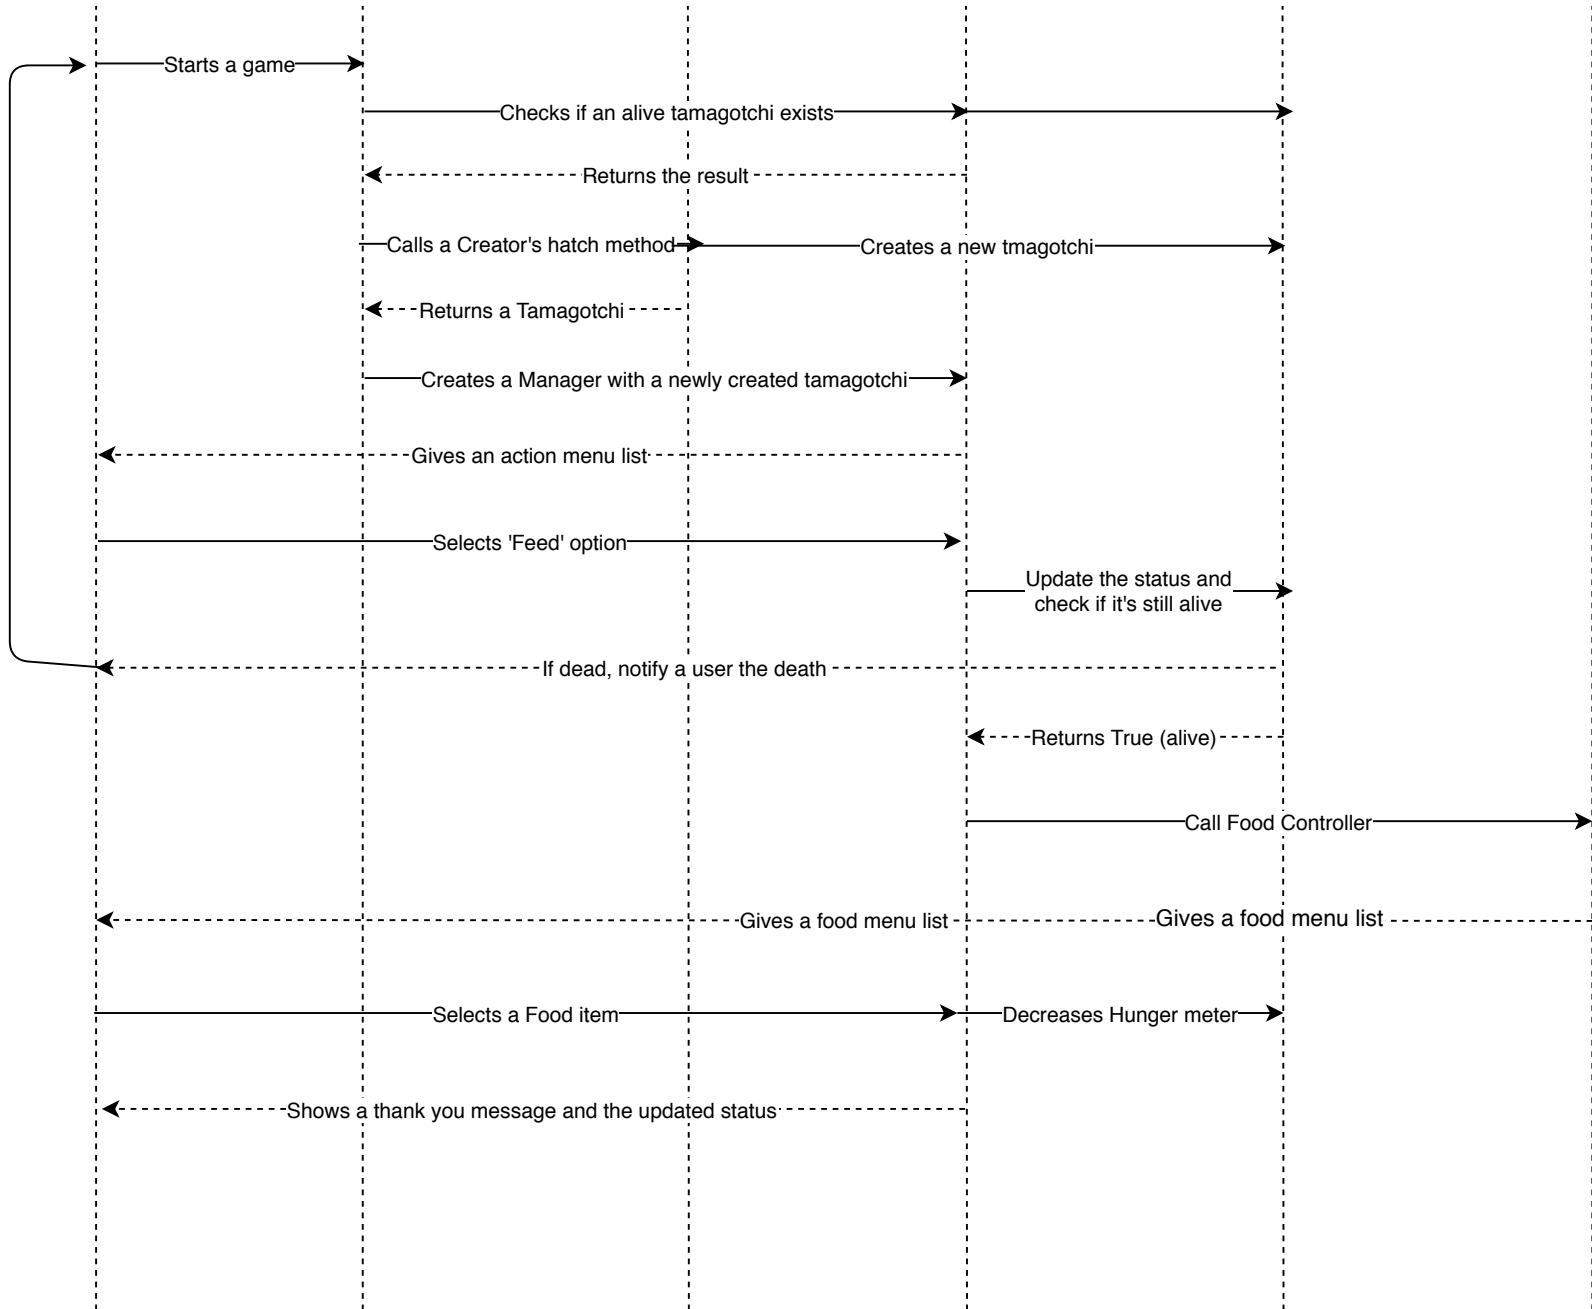 Starts a game
Checks if an alive tamagotchi exists
Returns the result
Calls a Creator's hatch method
Creates a new tmagotchi
Returns a Tamagotchi
Creates a Manager with a newly created tamagotchi
Gives an action menu list
Selects 'Feed' option
Update the status and
check if it's still alive
If dead, notify a user the death
Returns True (alive)
Call Food Controller
Gives a food menu list
Gives a food menu list
Selects a Food item
Decreases Hunger meter
Shows a thank you message and the updated status